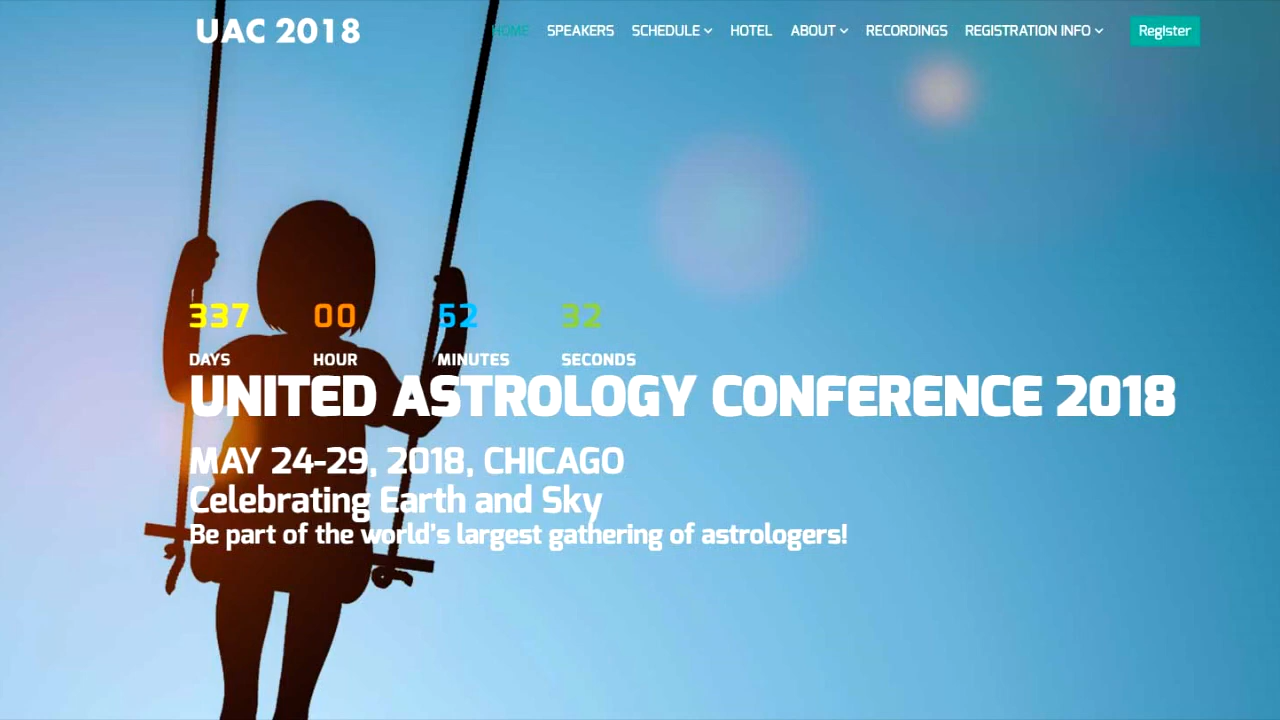 UAC 2018
HOME SPEAKERS SCHEDULE HOTEL ABOUT RECORDINGS REGISTRATION INFO Register
337 00 52 32
DAYS HOUR MINUTES SECONDS
UNITED ASTROLOGY CONFERENCE 2018
MAY 24-29, 2018, CHICAGO
Celebrating Earth and Sky
Be part of the world's largest gathering of astrologers!